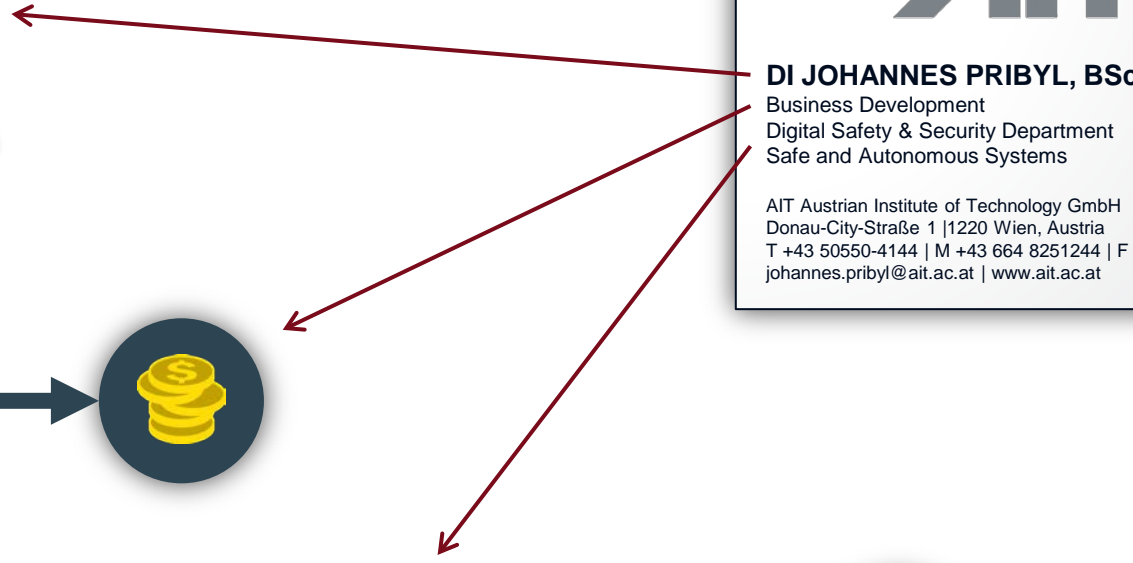 DI JOHANNES PRIBYL, BSc
Business Development
Digital Safety & Security Department
Safe and Autonomous Systems
AIT Austrian Institute of Technology GmbH
Donau-City-Straße 1 |1220 Wien, Austria
T +43 50550-4144 | M +43 664 8251244 | F
johannes.pribyl@ait.ac.at | www.ait.ac.at
$